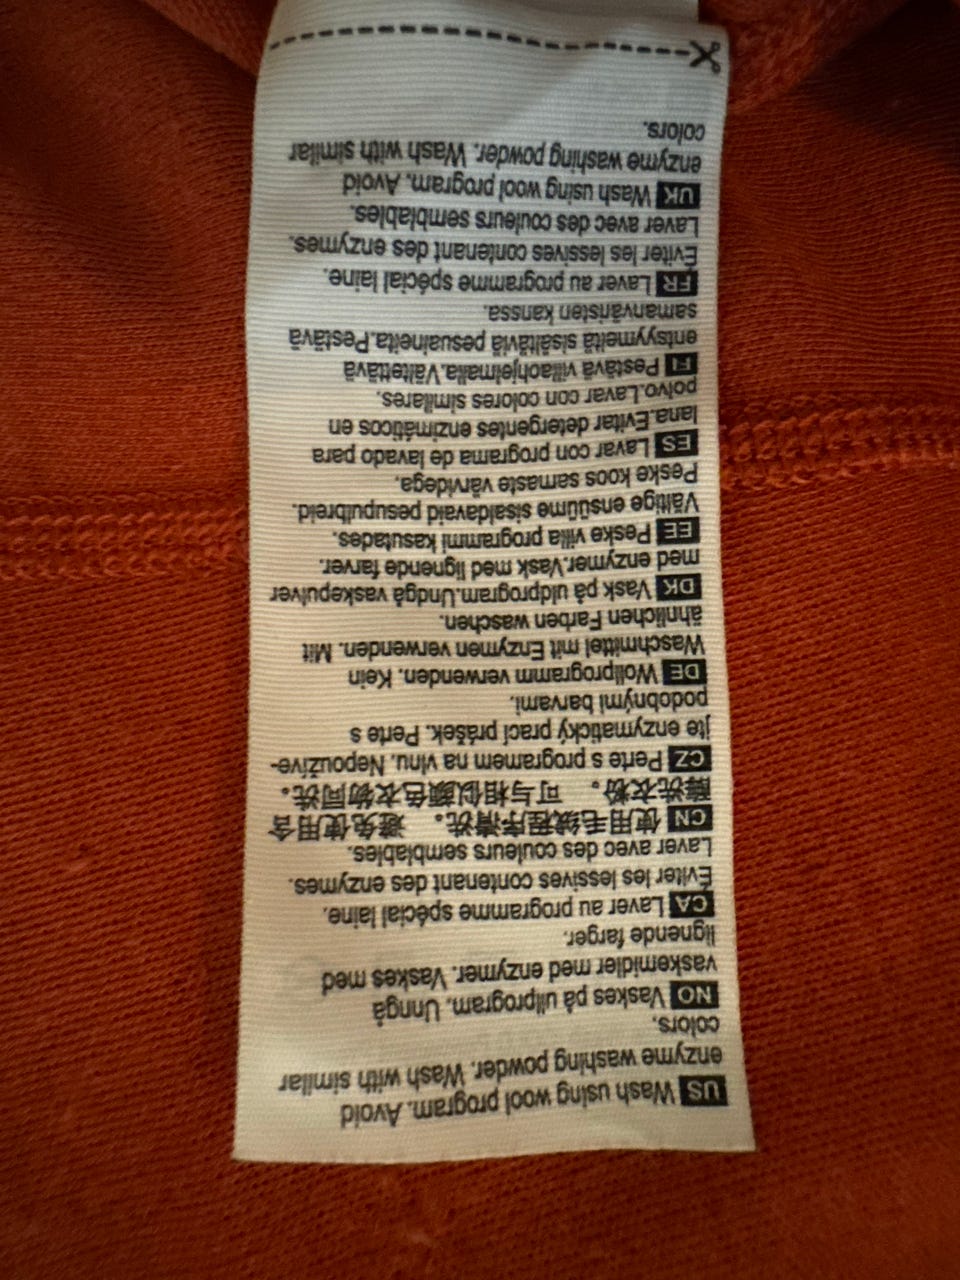 US Wash using wool program. Avoid
enzyme washing powder. Wash with similar
colors.
NO Vaskes på ullprogram. Unngå
vaskemidler med enzymer. Vaskes med
lignende farger.
CA Laver au programme spécial laine.
Éviter les lessives contenant des enzymes.
Laver avec des couleurs semblables.
CN 使用毛绒程序清洗。 避免使用含
酶洗衣粉。 可与相似颜色衣物同洗。
CZ Perte s programem na vlnu. Nepoužíve-
jte enzymatický prací prášek. Perte s
podobnými barvami.
DE Wollprogramm verwenden. Kein
Waschmittel mit Enzymen verwenden. Mit
ähnlichen Farben waschen.
DK Vask på uldprogram.Undgå vaskepulver
med enzymer.Vask med lignende farver.
EE Peske villa programmi kasutades.
Vältige ensüüme sisaldavaid pesupulbreid.
Peske koos samaste värvidega.
ES Lavar con programa de lavado para
lana.Evitar detergentes enzimáticos en
polvo.Lavar con colores similares.
FI Pestävä villaohjelmalla.Vältettävä
entsyymeitä sisältäviä pesuaineita.Pestävä
samanväristen kanssa.
FR Laver au programme spécial laine.
Éviter les lessives contenant des enzymes.
Laver avec des couleurs semblables.
UK Wash using wool program. Avoid
enzyme washing powder. Wash with similar
colors.